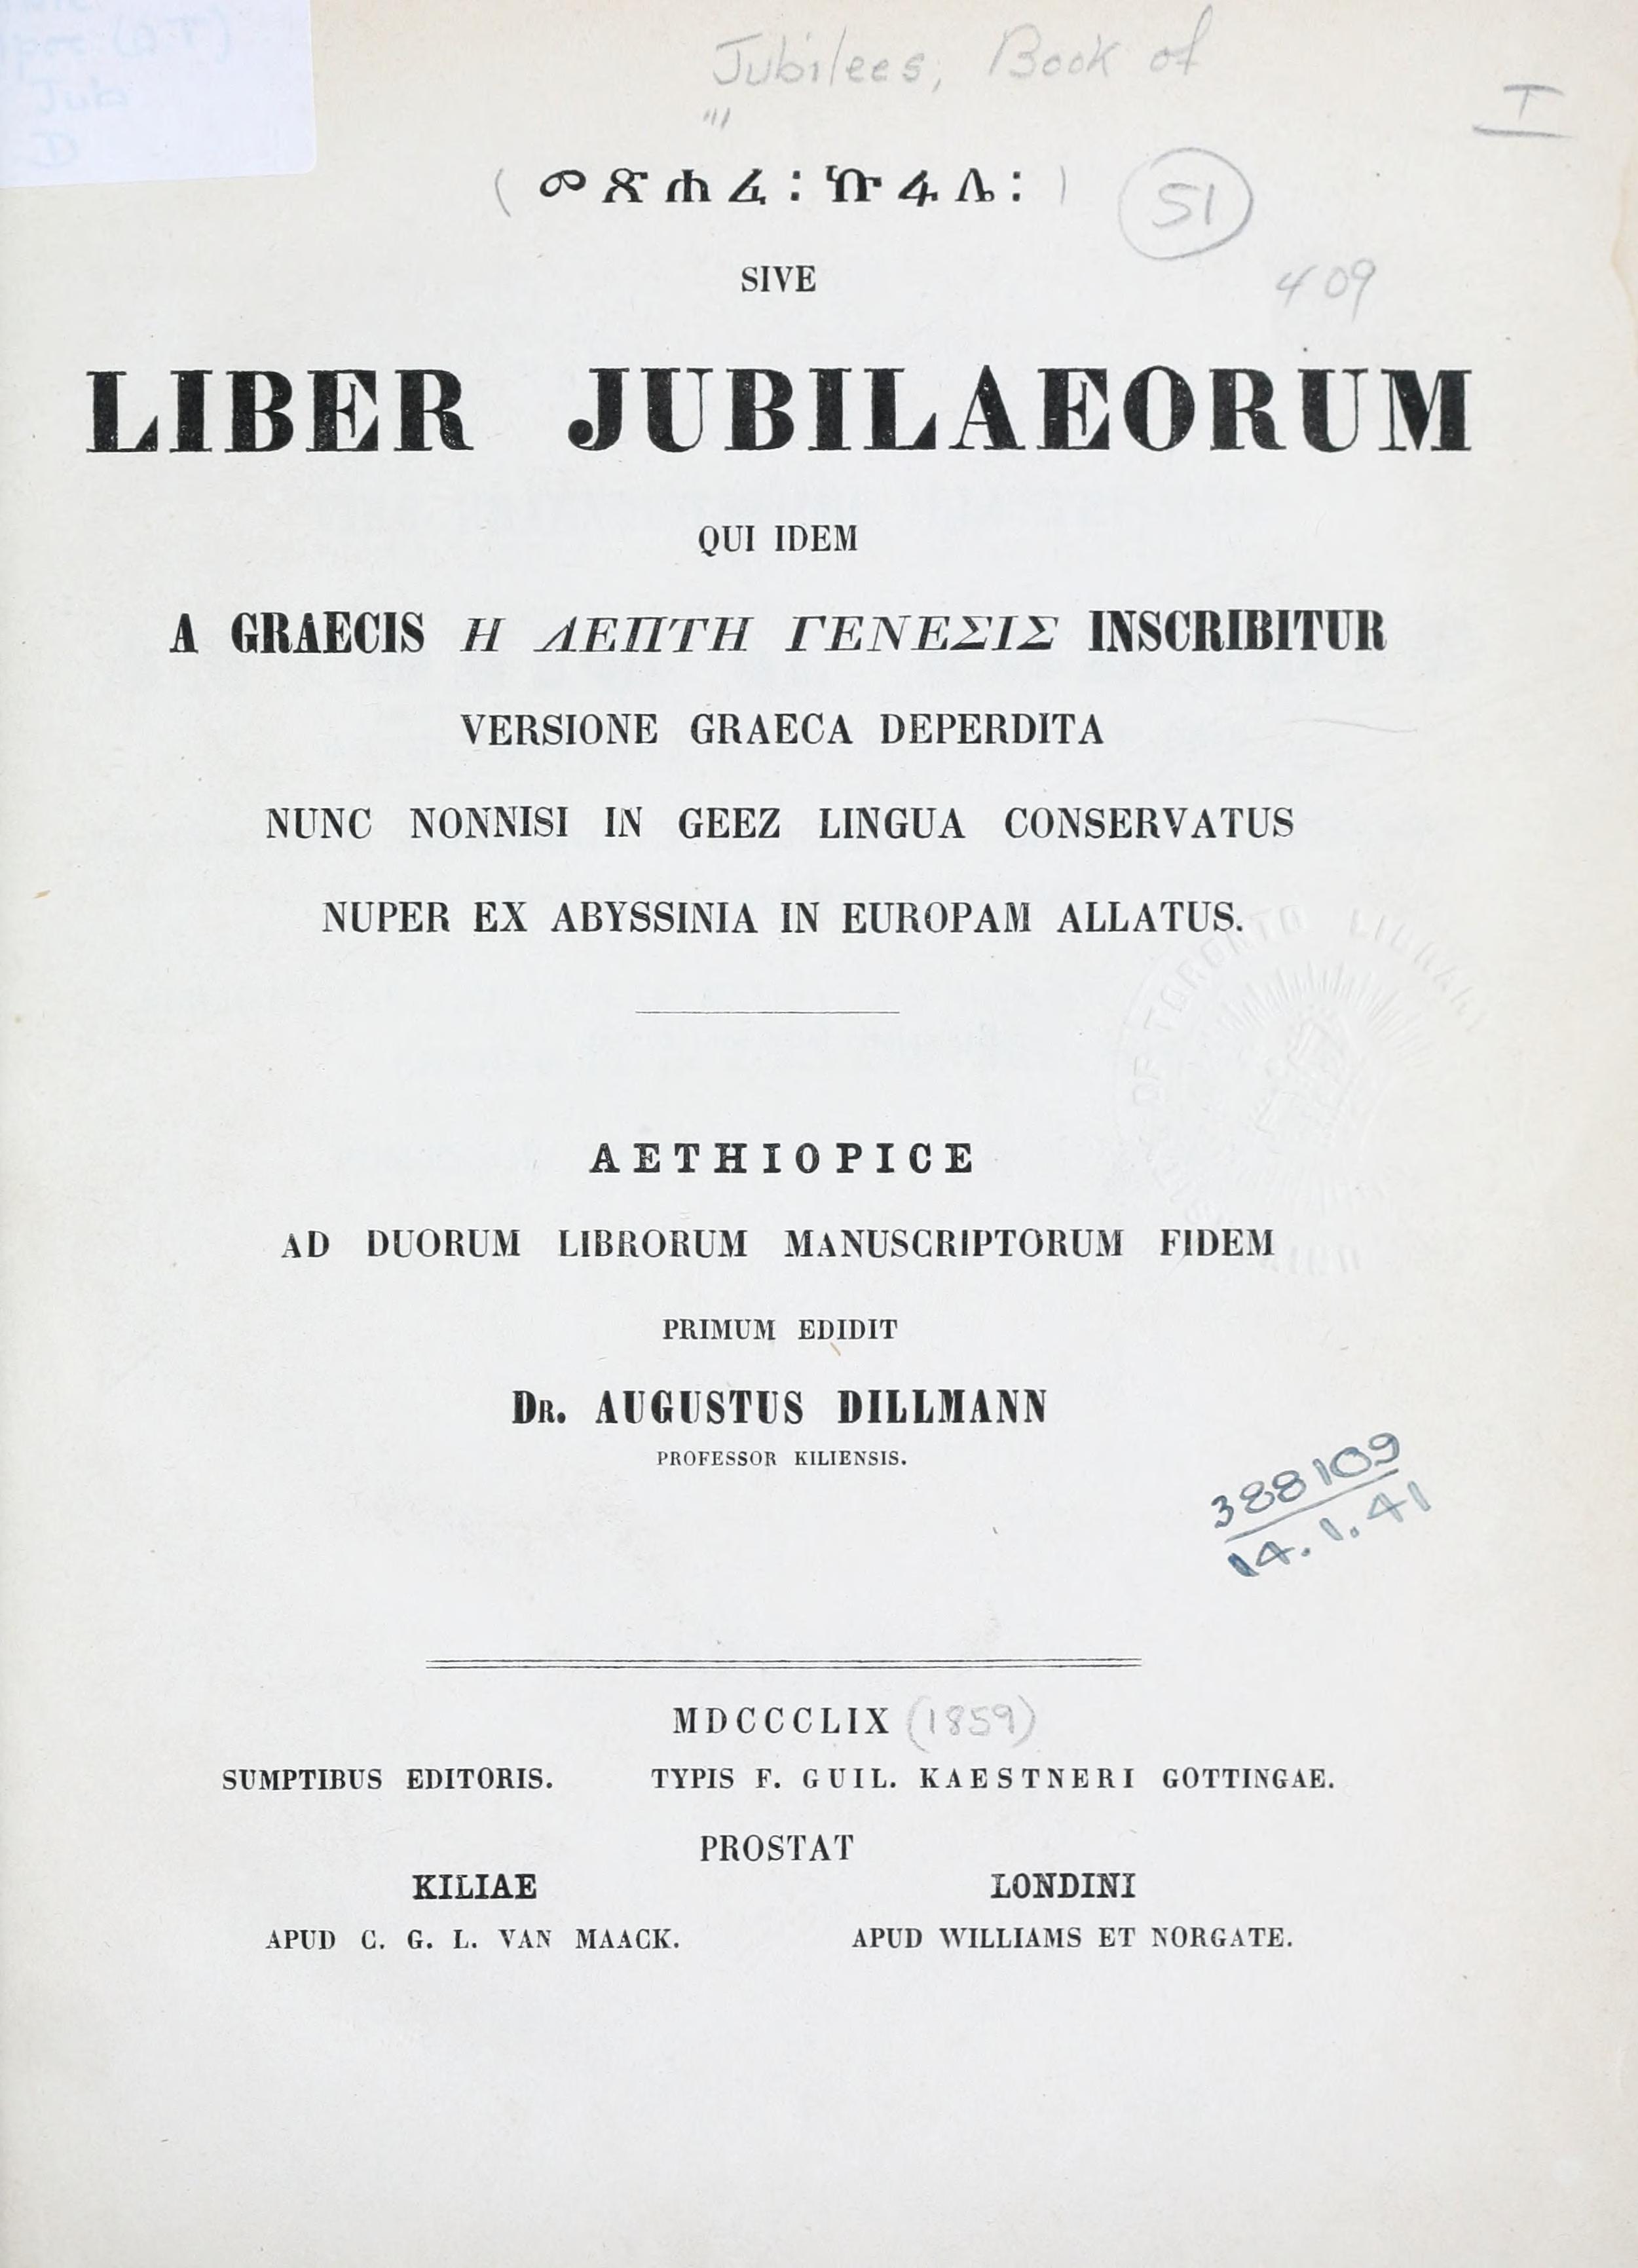 Jubilees, Book of
I
(መጽሐፈ፡ ኩፋሌ፡)
51
409
SIVE
LIBER JUBILAEORUM
QUI IDEM
A GRAECIS Η ΛΕΠΤΗ ΓΕΝΕΣΙΣ INSCRIBITUR
VERSIONE GRAECA DEPERDITA
NUNC NONNISI IN GEEZ LINGUA CONSERVATUS
NUPER EX ABYSSINIA IN EUROPAM ALLATUS.
AETHIOPICE
AD DUORUM LIBRORUM MANUSCRIPTORUM FIDEM
PRIMUM EDIDIT
DR. AUGUSTUS DILLMANN
PROFESSOR KILIENSIS.
388109
14.1.41
MDCCCLIX (1859)
SUMPTIBUS EDITORIS. TYPIS F. GUIL. KAESTNERI GOTTINGAE.
PROSTAT
KILIAE LONDINI
APUD C. G. L. VAN MAACK. APUD WILLIAMS ET NORGATE.